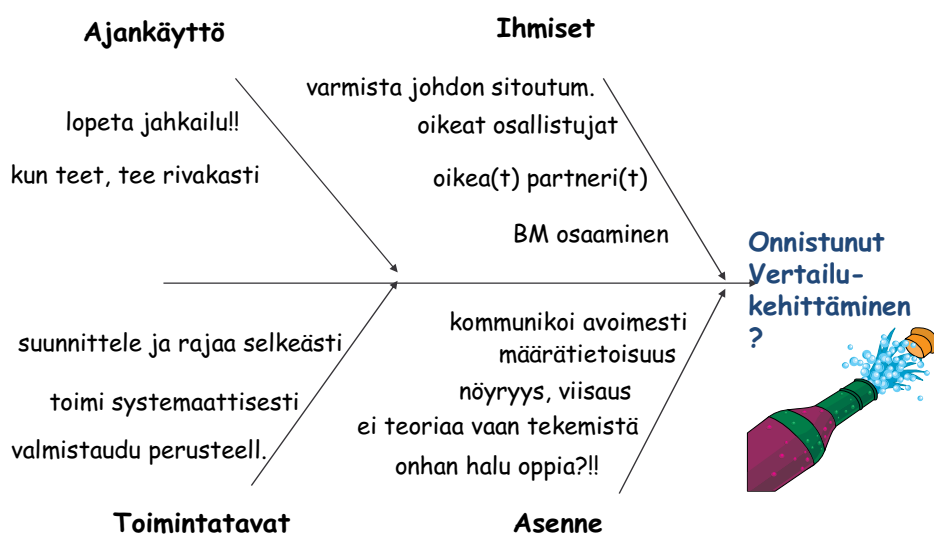 Ajankäyttö
lopeta jahkailu!!
kun teet, tee rivakasti
Ihmiset
varmista johdon sitoutum.
oikeat osallistujat
oikea(t) partneri(t)
BM osaaminen
Onnistunut
Vertailu-
kehittäminen
?
suunnittele ja rajaa selkeästi
toimi systemaattisesti
valmistaudu perusteell.
Toimintatavat
kommunikoi avoimesti
määrätietoisuus
nöyryys, viisaus
ei teoriaa vaan tekemistä
onhan halu oppia?!!
Asenne